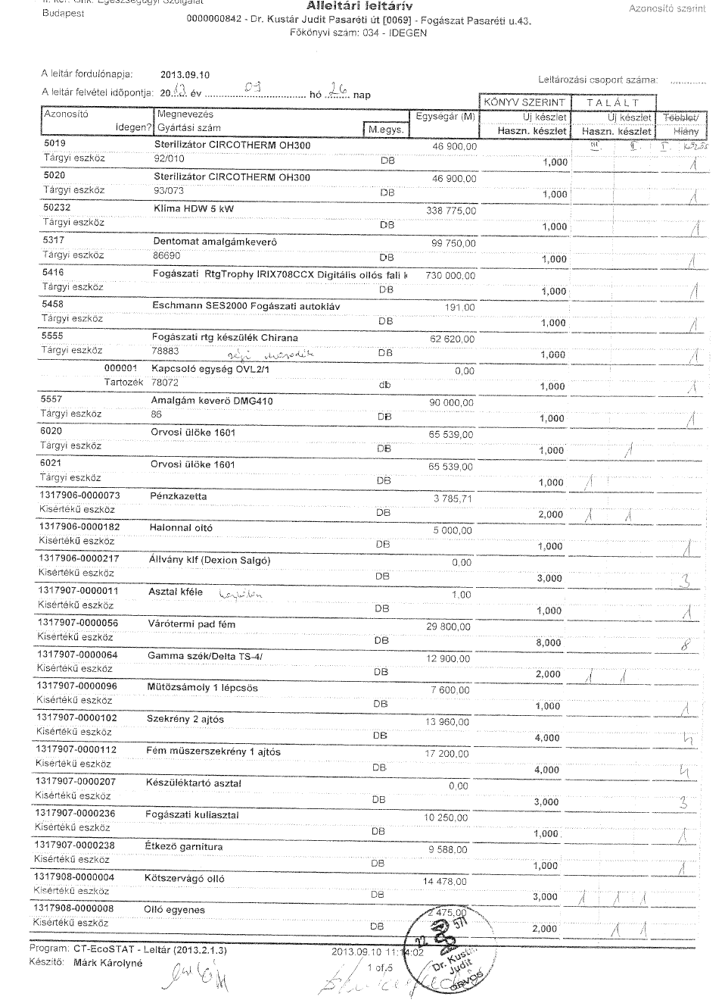 II. ker. Önk. Egészségügyi Szolgálat
Budapest
Alleltári leltárív
Azonosító szerint
0000000842 - Dr. Kustár Judit Pasaréti út [0069] - Fogászat Pasaréti u.43.
Főkönyvi szám: 034 - IDEGEN
A leltár fordulónapja: 2013.09.10
Leltározási csoport száma: ..............
A leltár felvétel időpontja: 2013 év 09 hó 26 nap
KÖNYV SZERINT TALÁLT
Azonosító Megnevezés Egységár (M) Új készlet Új készlet Többlet/
Idegen? Gyártási szám M.egys. Haszn. készlet Haszn. készlet Hiány
5019 Sterilizátor CIRCOTHERM OH300 46 900,00 III. II. I.
Tárgyi eszköz 92/010 DB 1,000 1
5020 Sterilizátor CIRCOTHERM OH300 46 900,00
Tárgyi eszköz 93/073 DB 1,000 1
50232 Klíma HDW 5 kW 338 775,00
Tárgyi eszköz DB 1,000 1
5317 Dentomat amalgámkeverő 99 750,00
Tárgyi eszköz 86690 DB 1,000 1
5416 Fogászati RtgTrophy IRIX708CCX Digitális ollós fali k 730 000,00
Tárgyi eszköz DB 1,000 1
5458 Eschmann SES2000 Fogászati autokláv 191,00
Tárgyi eszköz DB 1,000 1
5555 Fogászati rtg készülék Chirana 62 620,00
Tárgyi eszköz 78883 DB 1,000 1
000001 Kapcsoló egység OVL2/1 0,00
Tartozék 78072 db 1,000 1
5557 Amalgám keverő DMG410 90 000,00
Tárgyi eszköz 86 DB 1,000 1
6020 Orvosi ülőke 1601 65 539,00
Tárgyi eszköz DB 1,000 1
6021 Orvosi ülőke 1601 65 539,00
Tárgyi eszköz DB 1,000 1
1317906-0000073 Pénzkazetta 3 785,71
Kisértékű eszköz DB 2,000 1 1
1317906-0000182 Halonnal oltó 5 000,00
Kisértékű eszköz DB 1,000 1
1317906-0000217 Állvány klf (Dexion Salgó) 0,00
Kisértékű eszköz DB 3,000 3
1317907-0000011 Asztal kféle 1,00
Kisértékű eszköz DB 1,000 1
1317907-0000056 Várótermi pad fém 29 800,00
Kisértékű eszköz DB 8,000 8
1317907-0000064 Gamma szék/Delta TS-4/ 12 900,00
Kisértékű eszköz DB 2,000 1 1
1317907-0000096 Műtőzsámoly 1 lépcsős 7 600,00
Kisértékű eszköz DB 1,000 1
1317907-0000102 Szekrény 2 ajtós 13 960,00
Kisértékű eszköz DB 4,000 4
1317907-0000112 Fém műszerszekrény 1 ajtós 17 200,00
Kisértékű eszköz DB 4,000 4
1317907-0000207 Készüléktartó asztal 0,00
Kisértékű eszköz DB 3,000 3
1317907-0000236 Fogászati kuliasztal 10 250,00
Kisértékű eszköz DB 1,000 1
1317907-0000238 Étkező garnitura 9 588,00
Kisértékű eszköz DB 1,000 1
1317908-0000004 Kötszervágó olló 14 478,00
Kisértékű eszköz DB 3,000 1 1 1
1317908-0000008 Olló egyenes 2 475,00
Kisértékű eszköz DB 2,000 1 1
Program: CT-EcoSTAT - Leltár (2013.2.1.3) 2013.09.10 11:14:02
Készítő: Márk Károlyné 1 of 5
22 571
Dr. Kustár
Judit
ORVOS